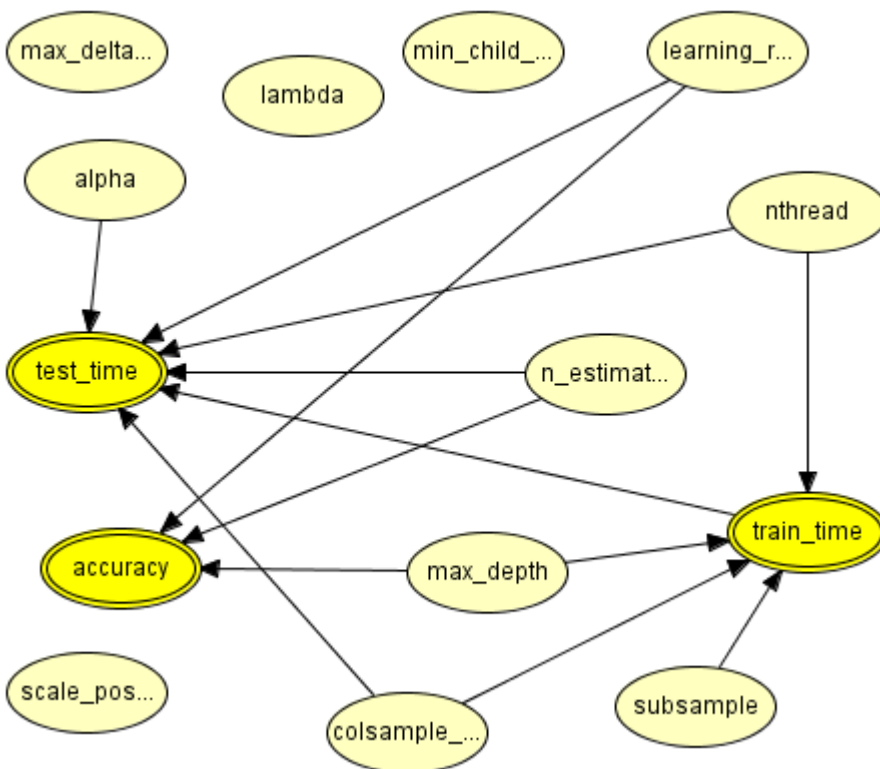 max_delta...
min_child_...
learning_r...
lambda
alpha
nthread
test_time
n_estimat...
train_time
accuracy
max_depth
scale_pos...
colsample_...
subsample